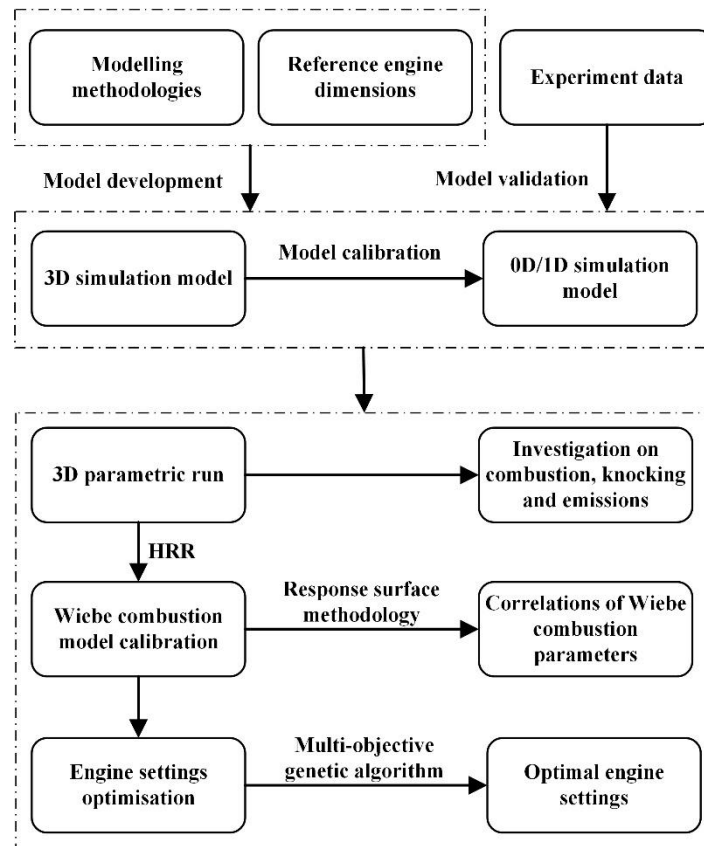 Modelling
methodologies
Reference engine
dimensions
Experiment data
Model development
Model validation
3D simulation model
Model calibration
0D/1D simulation
model
3D parametric run
Investigation on
combustion, knocking
and emissions
HRR
Wiebe combustion
model calibration
Response surface
methodology
Correlations of Wiebe
combustion
parameters
Engine settings
optimisation
Multi-objective
genetic algorithm
Optimal engine
settings